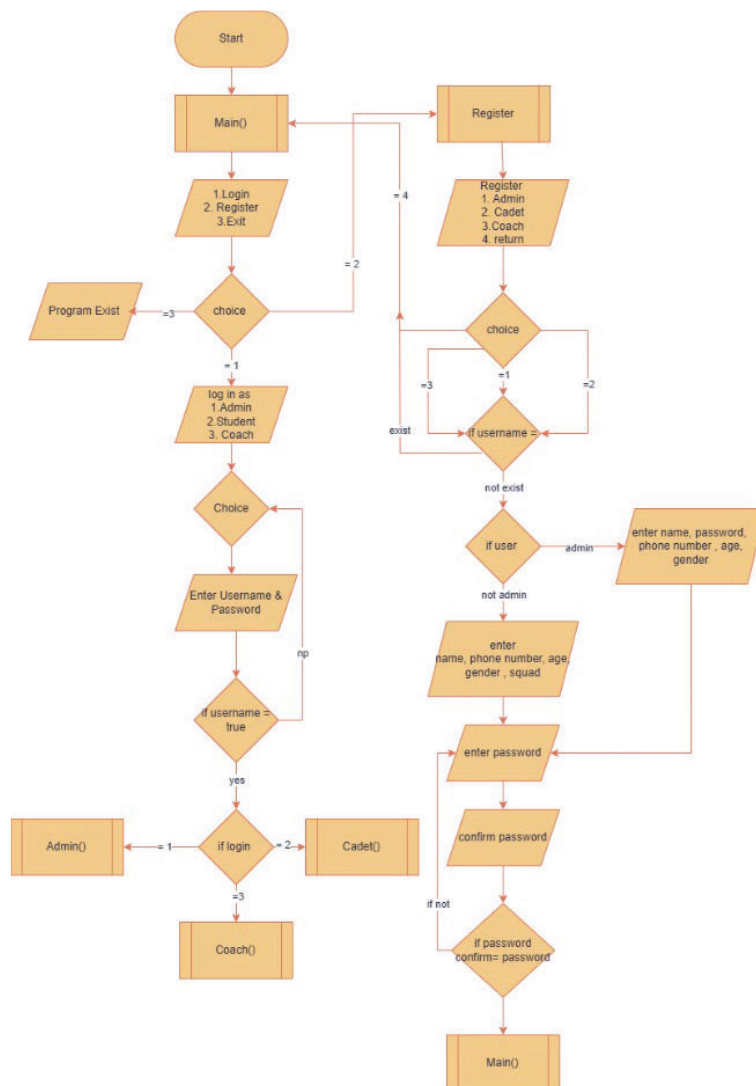 Start
Main()
1.Login
2. Register
3.Exit
choice
=3
Program Exist
= 2
= 1
log in as
1.Admin
2.Student
3. Coach
Choice
Enter Username &
Password
np
if username =
true
yes
if login
= 1
Admin()
= 2
Cadet()
=3
Coach()
Register
Register
1. Admin
2. Cadet
3.Coach
4. return
= 4
choice
=3
=1
=2
if username =
exist
not exist
if user
admin
enter name, password,
phone number , age,
gender
not admin
enter
name, phone number, age,
gender , squad
enter password
confirm password
if not
if password
confirm= password
Main()